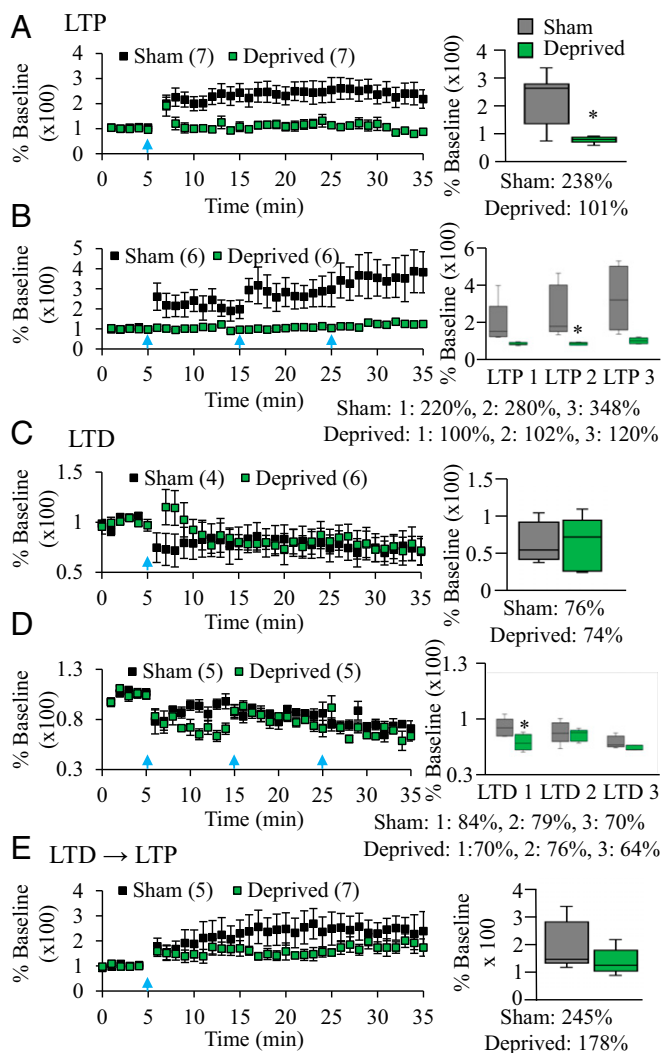 A
LTP
Sham (7) Deprived (7)
% Baseline
(x100)
4
3
2
1
0
0 5 10 15 20 25 30 35
Time (min)
Sham
Deprived
% Baseline (x100)
4
3
2
1
0
*
Sham: 238%
Deprived: 101%
B
Sham (6) Deprived (6)
% Baseline
(x100)
5
4
3
2
1
0
0 5 10 15 20 25 30 35
Time (min)
% Baseline (x100)
6
4
2
0
*
LTP 1 LTP 2 LTP 3
Sham: 1: 220%, 2: 280%, 3: 348%
Deprived: 1: 100%, 2: 102%, 3: 120%
C
LTD
Sham (4) Deprived (6)
% Baseline
(x100)
1.5
1
0.5
0 5 10 15 20 25 30 35
Time (min)
% Baseline (x100)
1.5
1
0.5
0
Sham: 76%
Deprived: 74%
D
Sham (5) Deprived (5)
% Baseline
(x100)
1.3
0.8
0.3
0 5 10 15 20 25 30 35
Time (min)
% Baseline (x100)
1.3
1
0.3
*
LTD 1 LTD 2 LTD 3
Sham: 1: 84%, 2: 79%, 3: 70%
Deprived: 1:70%, 2: 76%, 3: 64%
E
LTD → LTP
Sham (5) Deprived (7)
% Baseline
(x100)
4
3
2
1
0
0 5 10 15 20 25 30 35
Time (min)
% Baseline
x 100
4
3
2
1
0
Sham: 245%
Deprived: 178%